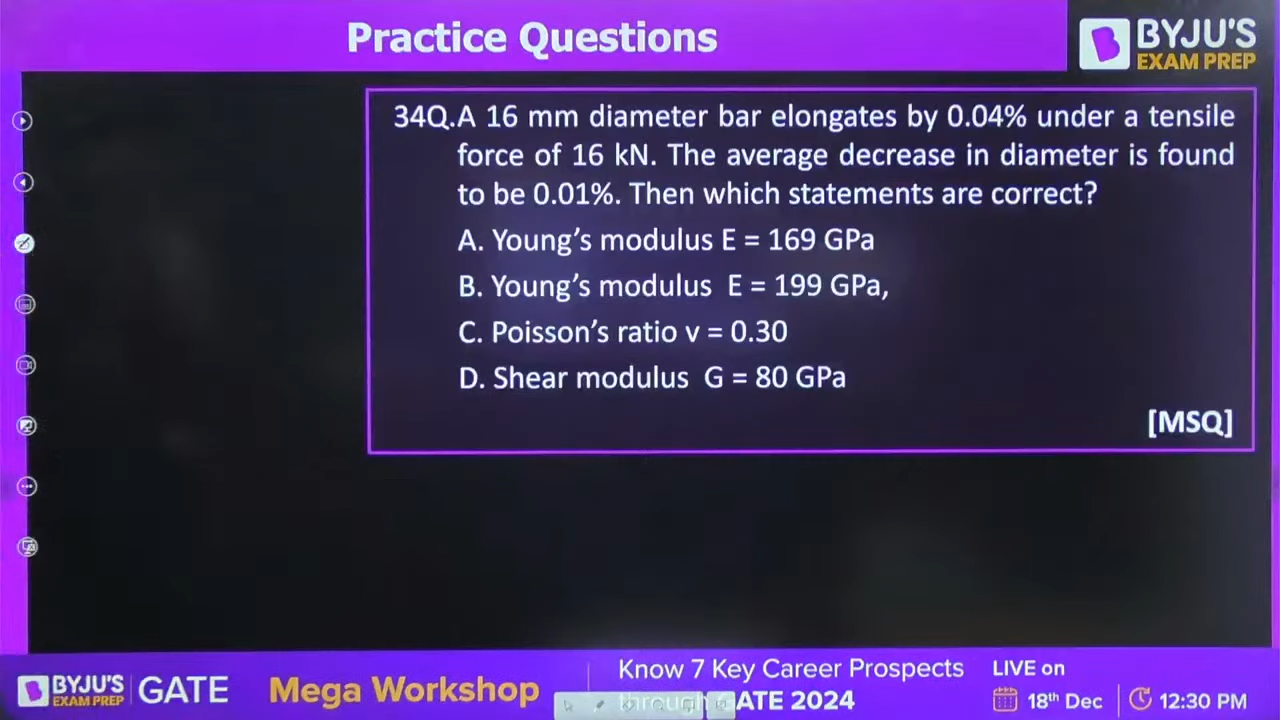 Practice Questions
BYJU'S
EXAM PREP
34Q.A 16 mm diameter bar elongates by 0.04% under a tensile
force of 16 kN. The average decrease in diameter is found
to be 0.01%. Then which statements are correct?
A. Young's modulus E = 169 GPa
B. Young's modulus E = 199 GPa,
C. Poisson's ratio v = 0.30
D. Shear modulus G = 80 GPa
[MSQ]
BYJU'S
EXAM PREP
GATE
Mega Workshop
Know 7 Key Career Prospects
through GATE 2024
LIVE on
18th Dec
12:30 PM